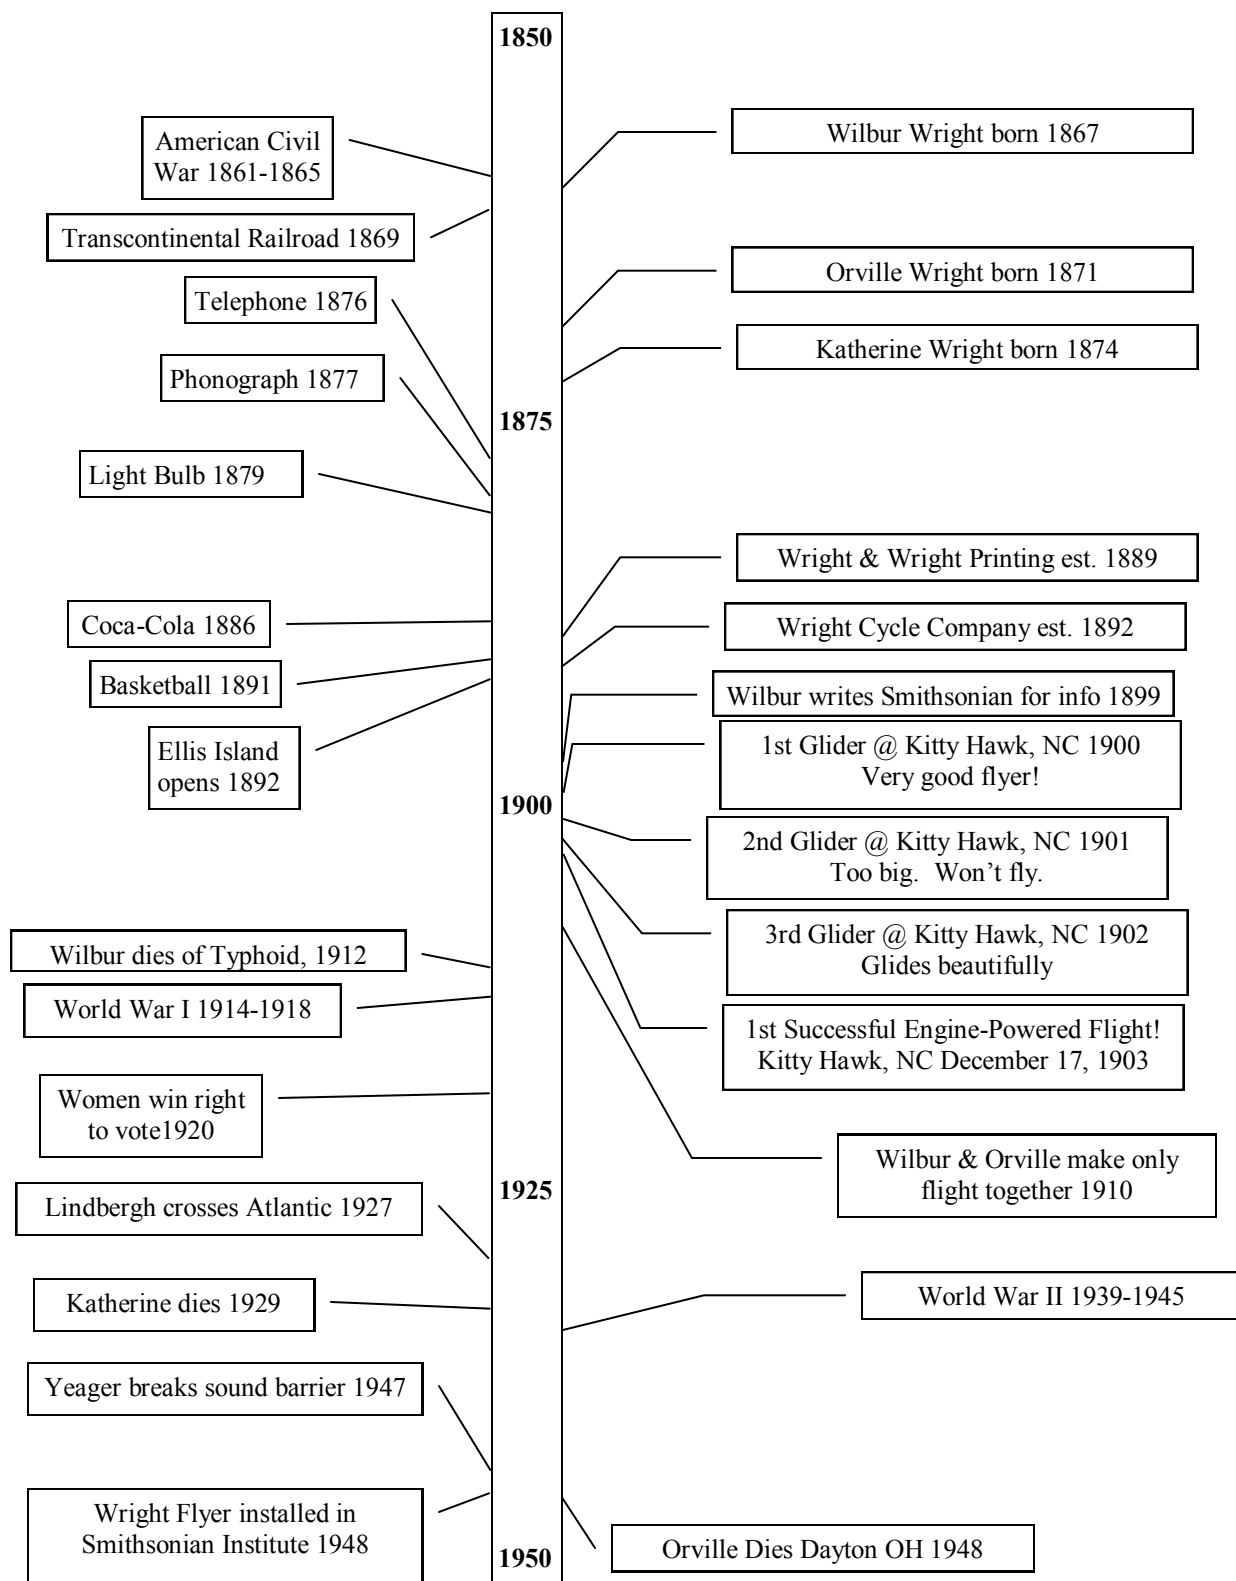 1850
American Civil
War 1861-1865
Wilbur Wright born 1867
Transcontinental Railroad 1869
Orville Wright born 1871
Telephone 1876
Katherine Wright born 1874
Phonograph 1877
1875
Light Bulb 1879
Wright & Wright Printing est. 1889
Coca-Cola 1886
Wright Cycle Company est. 1892
Basketball 1891
Wilbur writes Smithsonian for info 1899
Ellis Island
opens 1892
1st Glider @ Kitty Hawk, NC 1900
Very good flyer!
1900
2nd Glider @ Kitty Hawk, NC 1901
Too big.  Won't fly.
3rd Glider @ Kitty Hawk, NC 1902
Glides beautifully
Wilbur dies of Typhoid, 1912
World War I 1914-1918
1st Successful Engine-Powered Flight!
Kitty Hawk, NC December 17, 1903
Women win right
to vote1920
Wilbur & Orville make only
flight together 1910
1925
Lindbergh crosses Atlantic 1927
Katherine dies 1929
World War II 1939-1945
Yeager breaks sound barrier 1947
Wright Flyer installed in
Smithsonian Institute 1948
Orville Dies Dayton OH 1948
1950